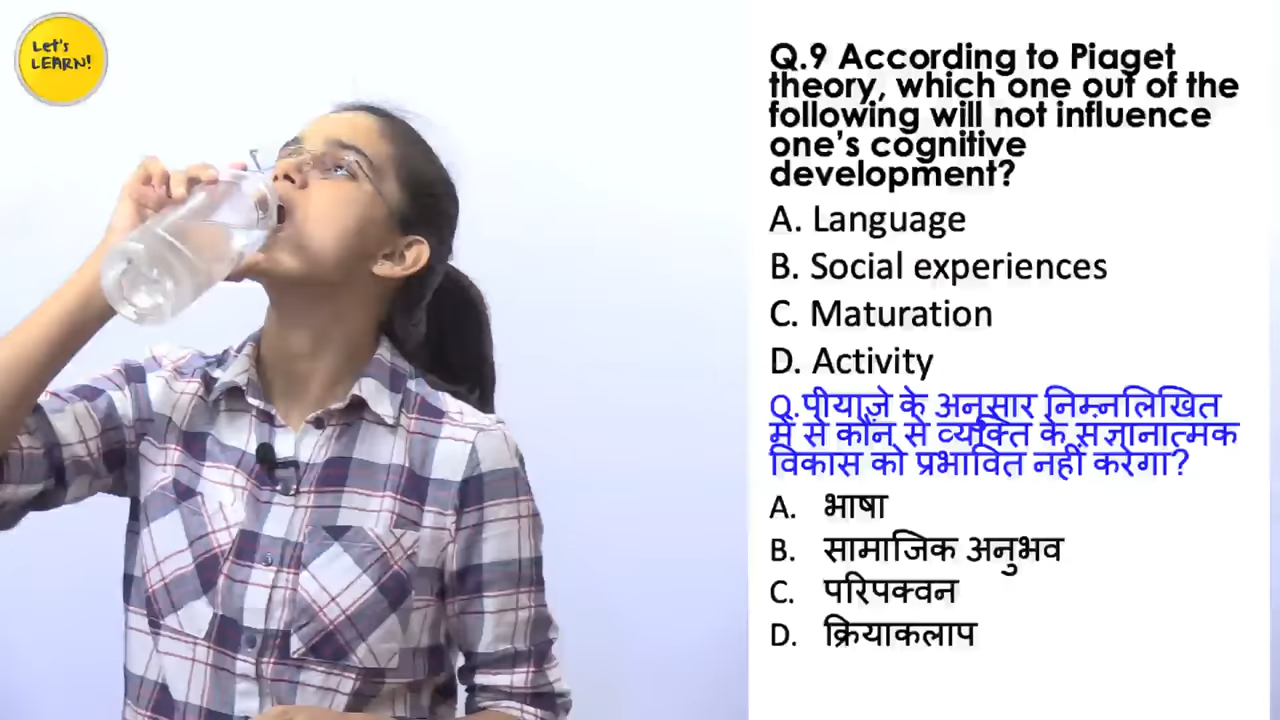 Let's
LEARN!
Q.9 According to Piaget
theory, which one out of the
following will not influence
one's cognitive
development?
A. Language
B. Social experiences
C. Maturation
D. Activity
Q.पीयाज़े के अनुसार निम्नलिखित
में से कौन से व्यक्ति के संज्ञानात्मक
विकास को प्रभावित नहीं करेगा?
A. भाषा
B. सामाजिक अनुभव
C. परिपक्वन
D. क्रियाकलाप